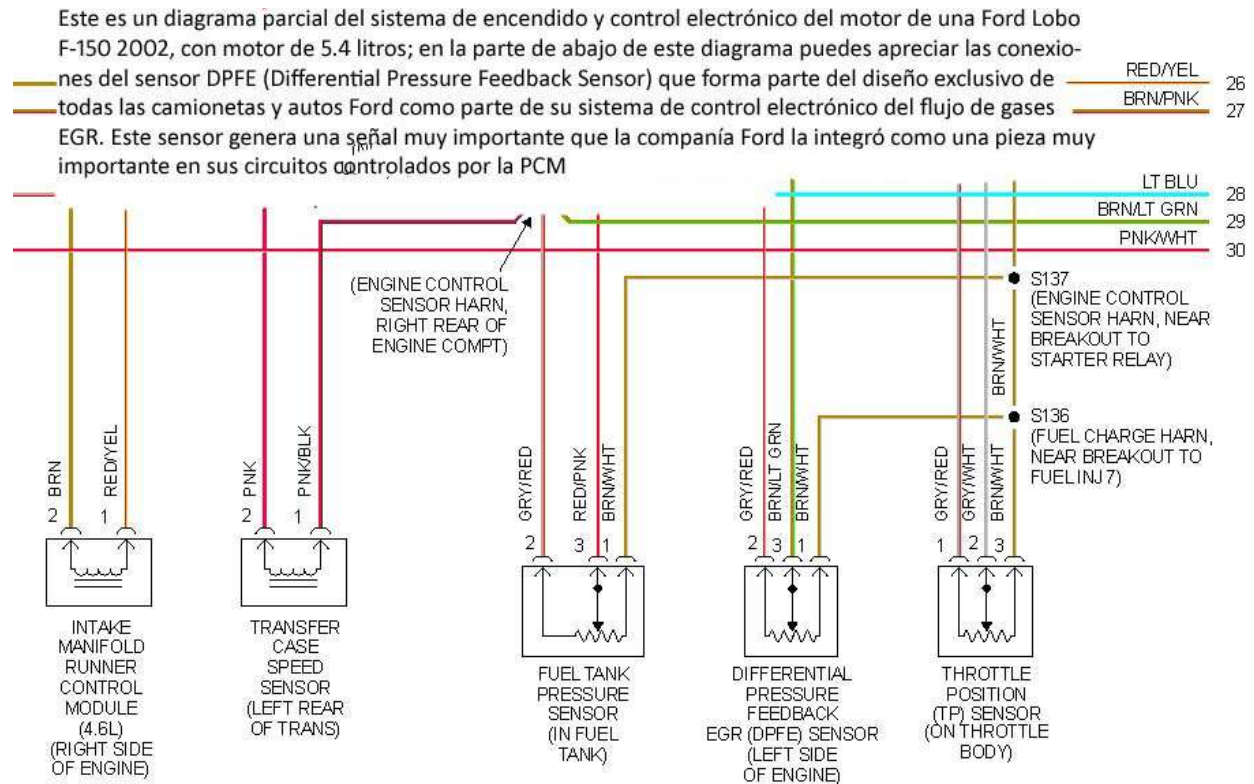 Este es un diagrama parcial del sistema de encendido y control electrónico del motor de una Ford Lobo
F-150 2002, con motor de 5.4 litros; en la parte de abajo de este diagrama puedes apreciar las conexio-
nes del sensor DPFE (Differential Pressure Feedback Sensor) que forma parte del diseño exclusivo de
todas las camionetas y autos Ford como parte de su sistema de control electrónico del flujo de gases
EGR. Este sensor genera una señal muy importante que la compañía Ford la integró como una pieza muy
importante en sus circuitos controlados por la PCM
RED/YEL 26
BRN/PNK 27
LT BLU 28
BRN/LT GRN 29
PNK/WHT 30
(ENGINE CONTROL
SENSOR HARN,
RIGHT REAR OF
ENGINE COMPT)
S137
(ENGINE CONTROL
SENSOR HARN, NEAR
BREAKOUT TO
STARTER RELAY)
BRN/WHT
S136
(FUEL CHARGE HARN,
NEAR BREAKOUT TO
FUEL INJ 7)
2 BRN
1 RED/YEL
2 PNK
1 PNK/BLK
2 GRY/RED
3 RED/PNK
1 BRN/WHT
2 GRY/RED
3 BRN/LT GRN
1 BRN/WHT
1 GRY/RED
2 GRY/WHT
3 BRN/WHT
INTAKE
MANIFOLD
RUNNER
CONTROL
MODULE
(4.6L)
(RIGHT SIDE
OF ENGINE)
TRANSFER
CASE
SPEED
SENSOR
(LEFT REAR
OF TRANS)
FUEL TANK
PRESSURE
SENSOR
(IN FUEL
TANK)
DIFFERENTIAL
PRESSURE
FEEDBACK
EGR (DPFE) SENSOR
(LEFT SIDE
OF ENGINE)
THROTTLE
POSITION
(TP) SENSOR
(ON THROTTLE
BODY)